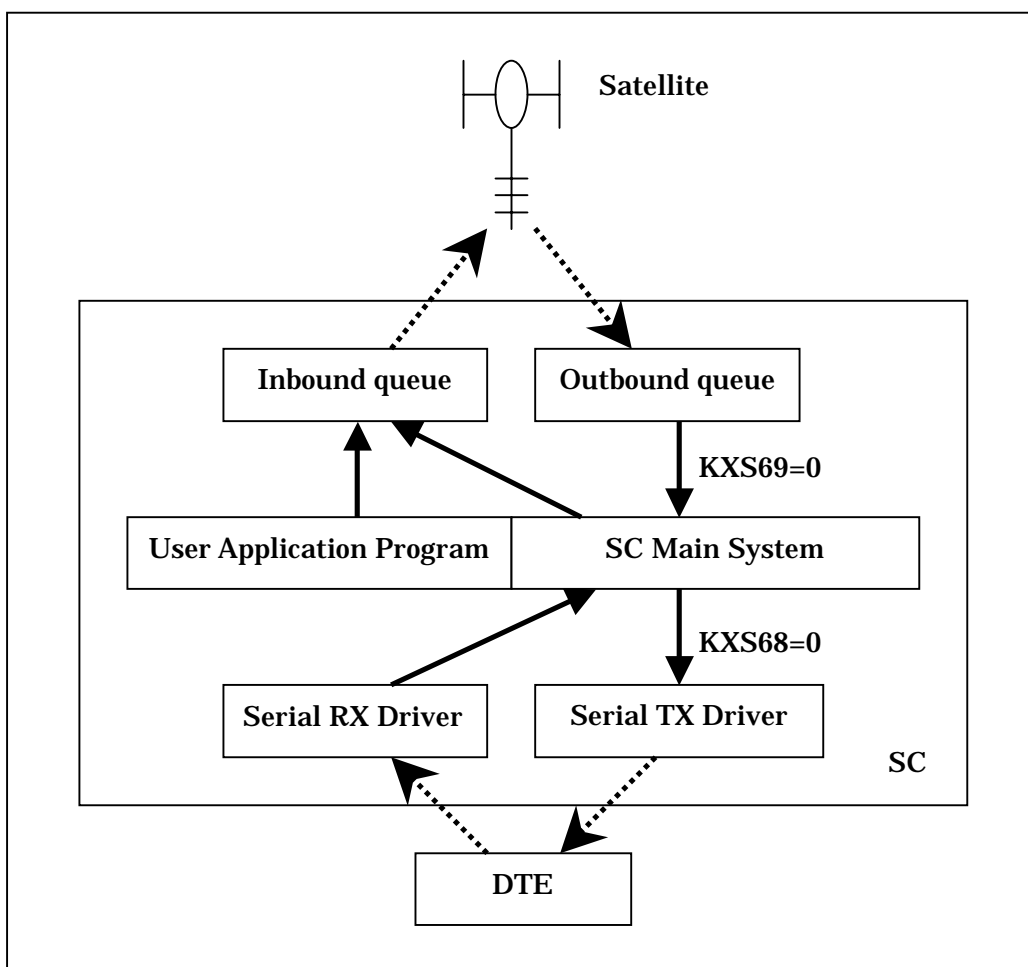 Satellite
Inbound queue
Outbound queue
KXS69=0
User Application Program
SC Main System
KXS68=0
Serial RX Driver
Serial TX Driver
SC
DTE